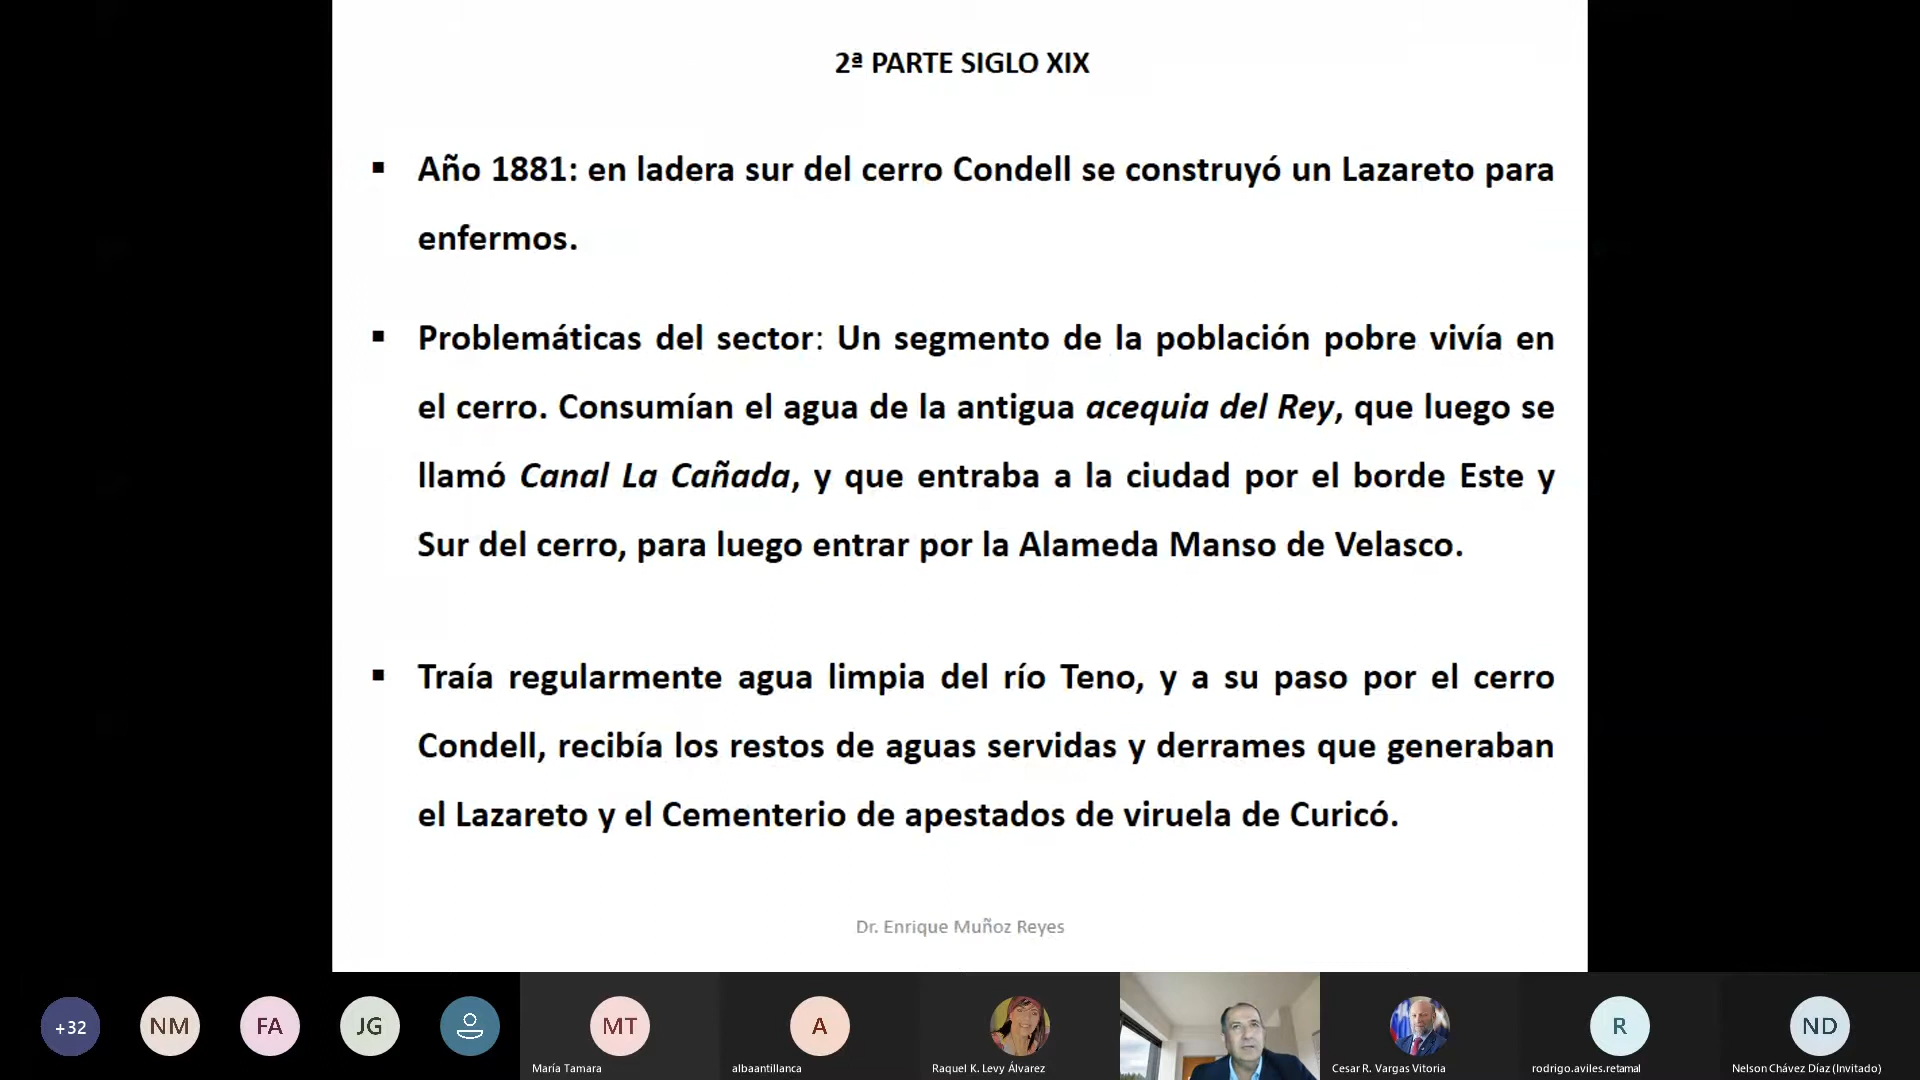 2ª PARTE SIGLO XIX
▪ Año 1881: en ladera sur del cerro Condell se construyó un Lazareto para
enfermos.
▪ Problemáticas del sector: Un segmento de la población pobre vivía en
el cerro. Consumían el agua de la antigua acequia del Rey, que luego se
llamó Canal La Cañada, y que entraba a la ciudad por el borde Este y
Sur del cerro, para luego entrar por la Alameda Manso de Velasco.
▪ Traía regularmente agua limpia del río Teno, y a su paso por el cerro
Condell, recibía los restos de aguas servidas y derrames que generaban
el Lazareto y el Cementerio de apestados de viruela de Curicó.
Dr. Enrique Muñoz Reyes
+32
NM
FA
JG
MT
A
R
ND
María Tamara
albaantillanca
Raquel K. Levy Álvarez
Cesar R. Vargas Vitoria
rodrigo.aviles.retamal
Nelson Chávez Díaz (Invitado)